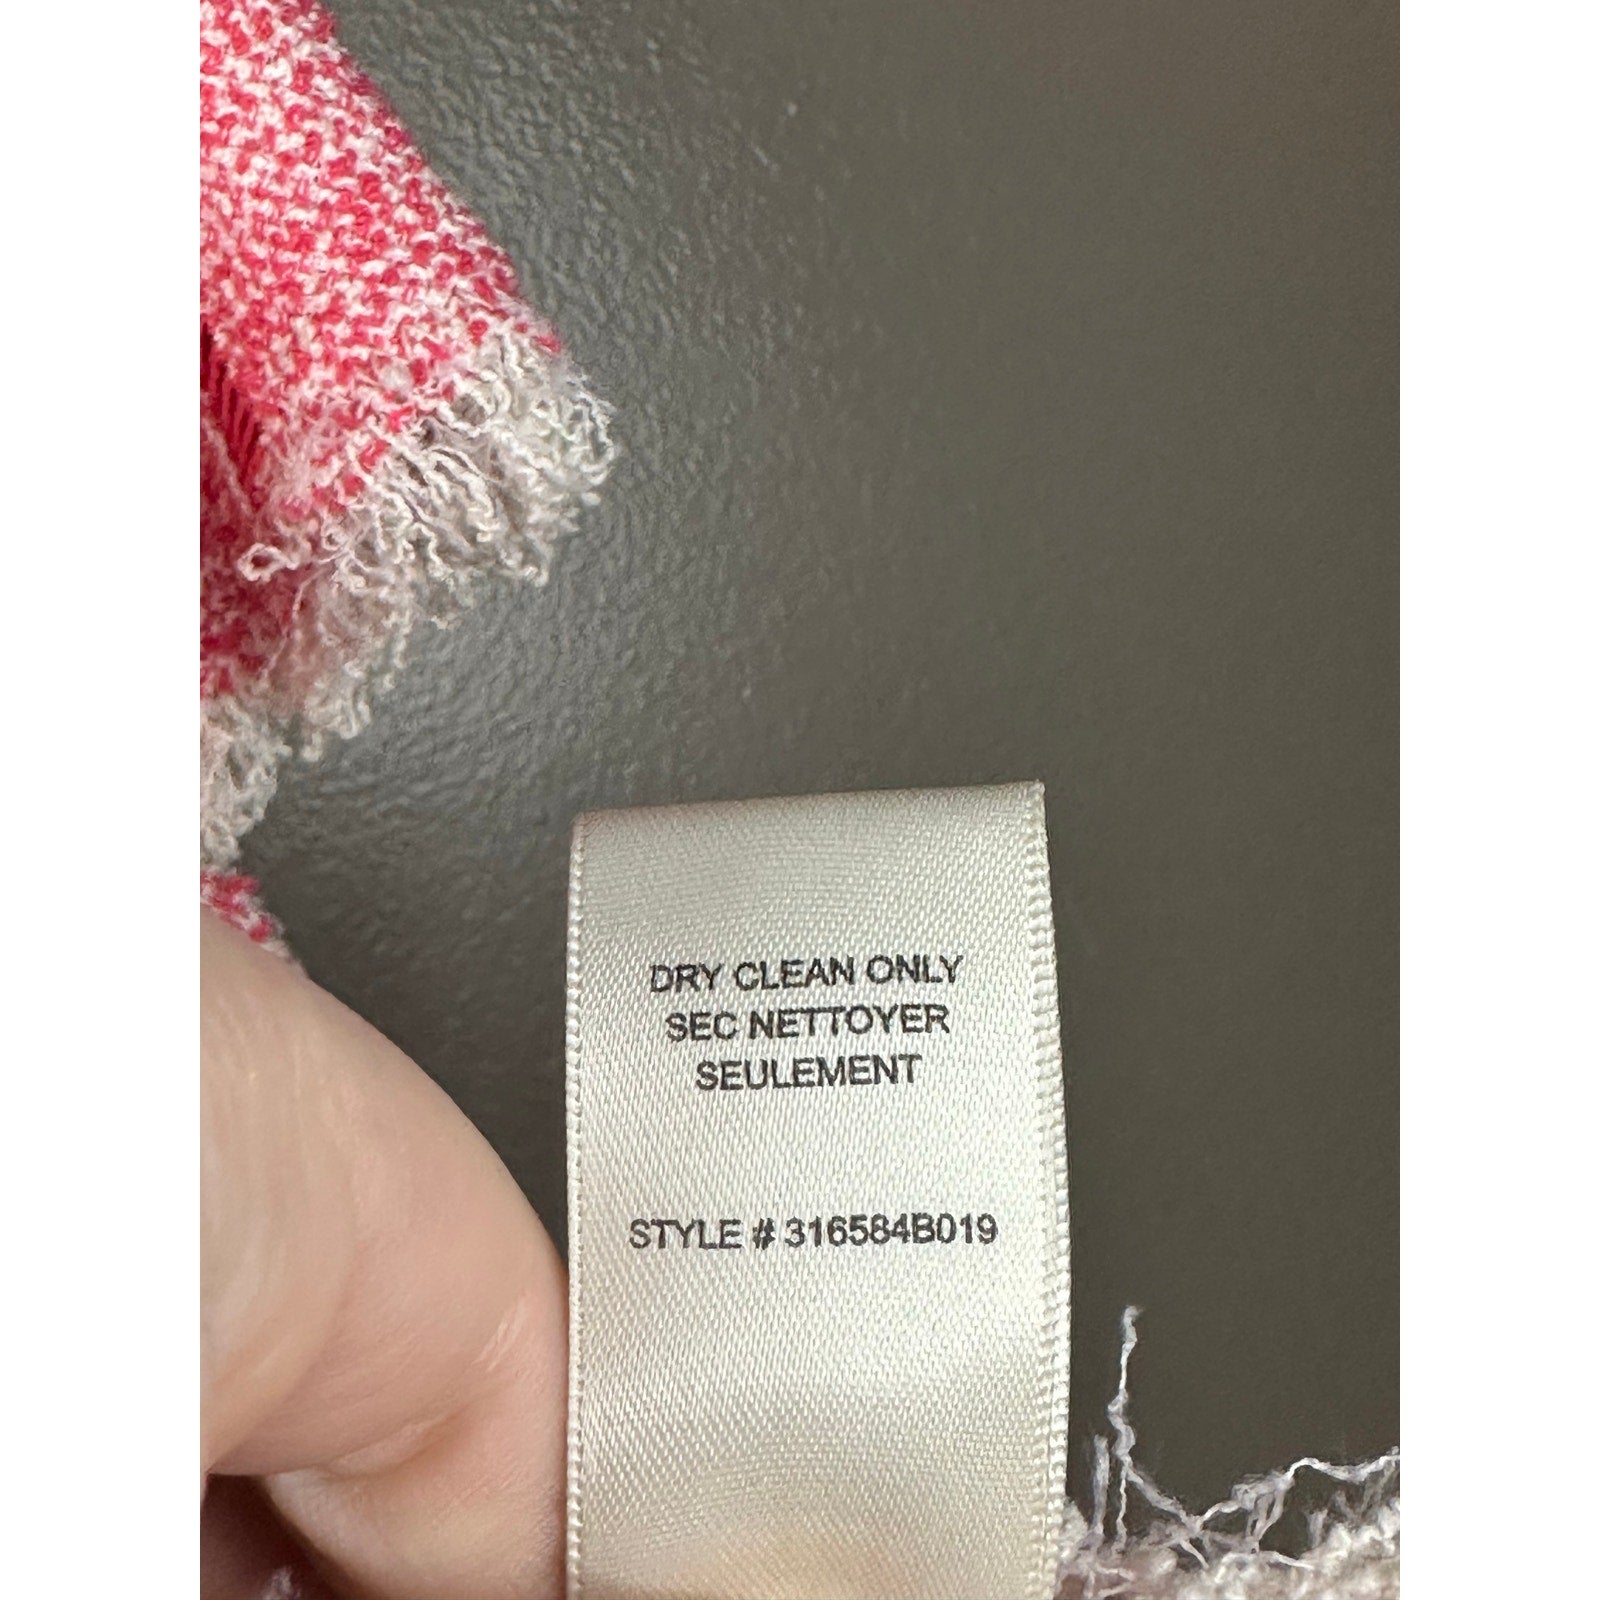 DRY CLEAN ONLY
SEC NETTOYER
SEULEMENT
STYLE # 316584B019